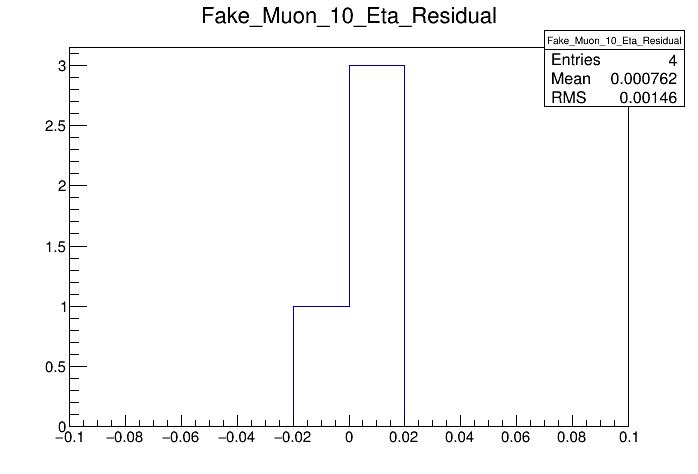 Fake_Muon_10_Eta_Residual
Fake_Muon_10_Eta_Residual
Entries 4
Mean 0.000762
RMS 0.00146
3
2.5
2
1.5
1
0.5
0
−0.1 −0.08 −0.06 −0.04 −0.02 0 0.02 0.04 0.06 0.08 0.1